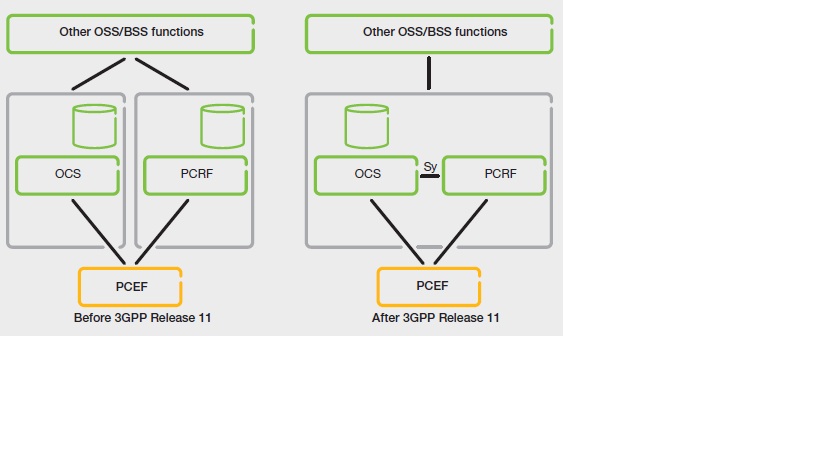 Other OSS/BSS functions
OCS
PCRF
PCEF
Before 3GPP Release 11
Other OSS/BSS functions
OCS
Sy
PCRF
PCEF
After 3GPP Release 11